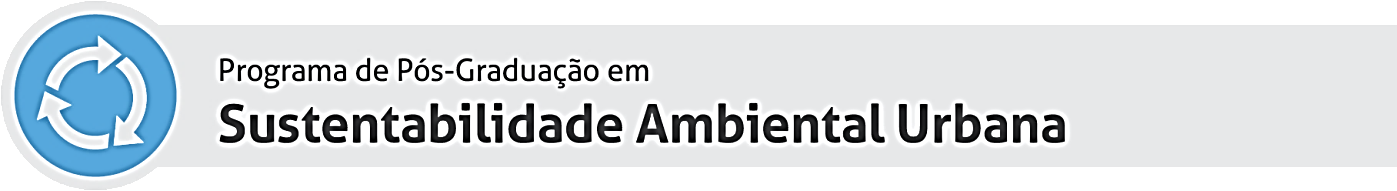 Programa de Pós-Graduação em
Sustentabilidade Ambiental Urbana